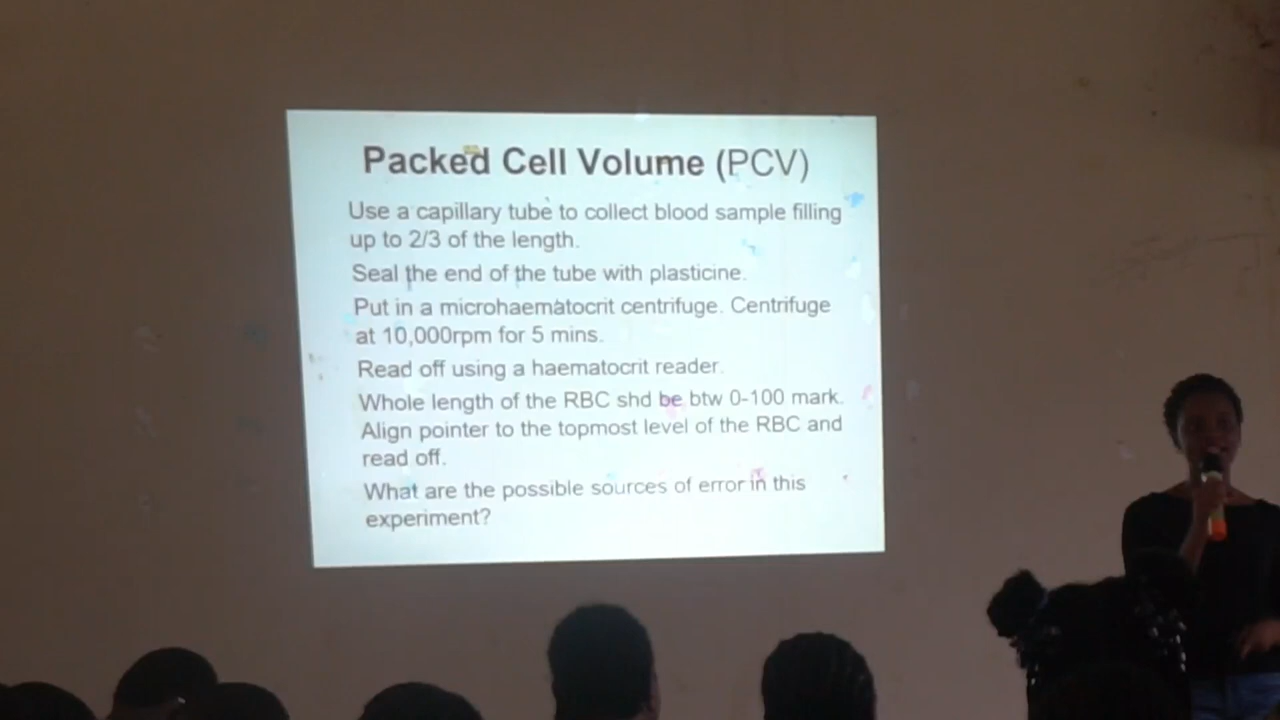 Packed Cell Volume (PCV)
Use a capillary tube to collect blood sample filling
up to 2/3 of the length.
Seal the end of the tube with plasticine.
Put in a microhaematocrit centrifuge. Centrifuge
at 10,000rpm for 5 mins.
Read off using a haematocrit reader.
Whole length of the RBC shd be btw 0-100 mark.
Align pointer to the topmost level of the RBC and
read off.
What are the possible sources of error in this
experiment?